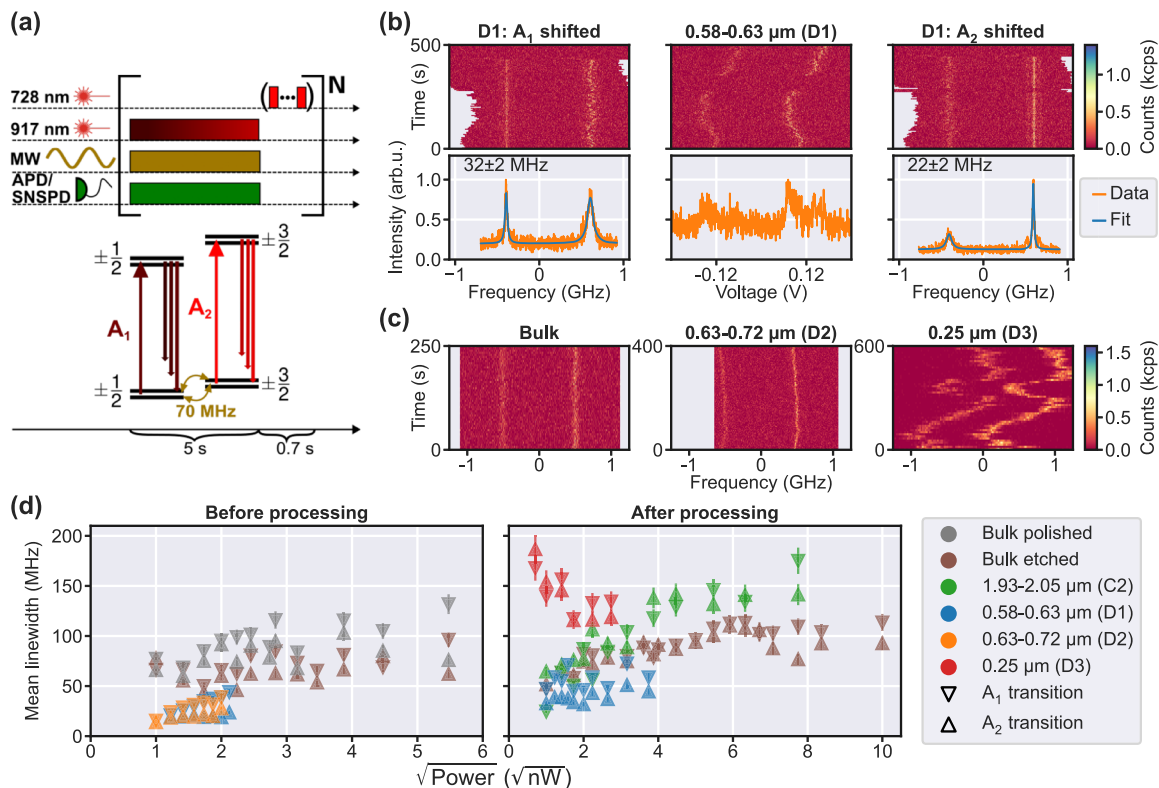 (a)
728 nm
917 nm
MW
APD/
SNSPD
(···)
N
±1/2
±3/2
A1
A2
±1/2
±3/2
70 MHz
5 s
0.7 s
(b)
D1: A1 shifted
0.58-0.63 μm (D1)
D1: A2 shifted
500
0
Time (s)
Counts (kcps)
1.0
0.5
0.0
Intensity (arb.u.)
1.0
0.5
0.0
32±2 MHz
22±2 MHz
Data
Fit
−1 0 1
−0.12 0.12
−1 0 1
Frequency (GHz)
Voltage (V)
Frequency (GHz)
(c)
Bulk
0.63-0.72 μm (D2)
0.25 μm (D3)
250
0
400
0
600
0
Time (s)
Counts (kcps)
1.5
1.0
0.5
0.0
−1 0 1
−1 0 1
−1 0 1
Frequency (GHz)
(d)
Before processing
After processing
Mean linewidth (MHz)
200
150
100
50
0
0 1 2 3 4 5 6
0 2 4 6 8 10
√Power (√nW)
Bulk polished
Bulk etched
1.93-2.05 μm (C2)
0.58-0.63 μm (D1)
0.63-0.72 μm (D2)
0.25 μm (D3)
A1 transition
A2 transition